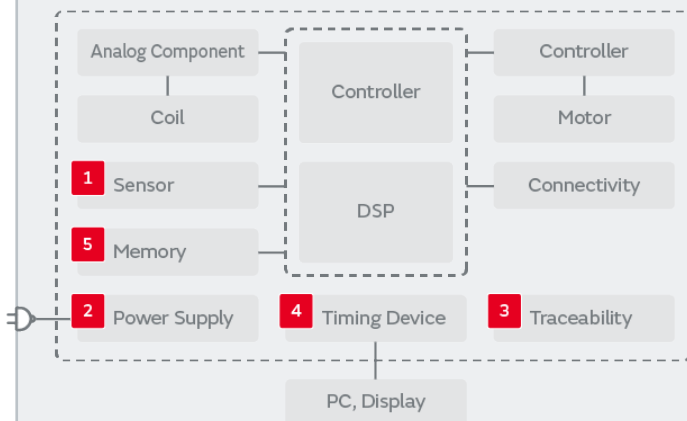 Analog Component
Controller
Controller
Coil
Motor
1 Sensor
DSP
Connectivity
5 Memory
2 Power Supply
4 Timing Device
3 Traceability
PC, Display